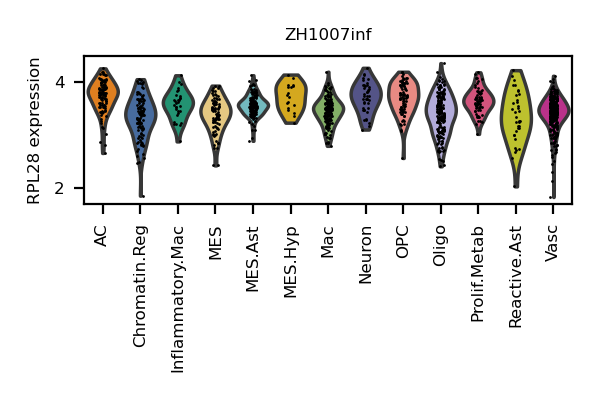 ZH1007inf
RPL28 expression
4
2
AC
Chromatin.Reg
Inflammatory.Mac
MES
MES.Ast
MES.Hyp
Mac
Neuron
OPC
Oligo
Prolif.Metab
Reactive.Ast
Vasc